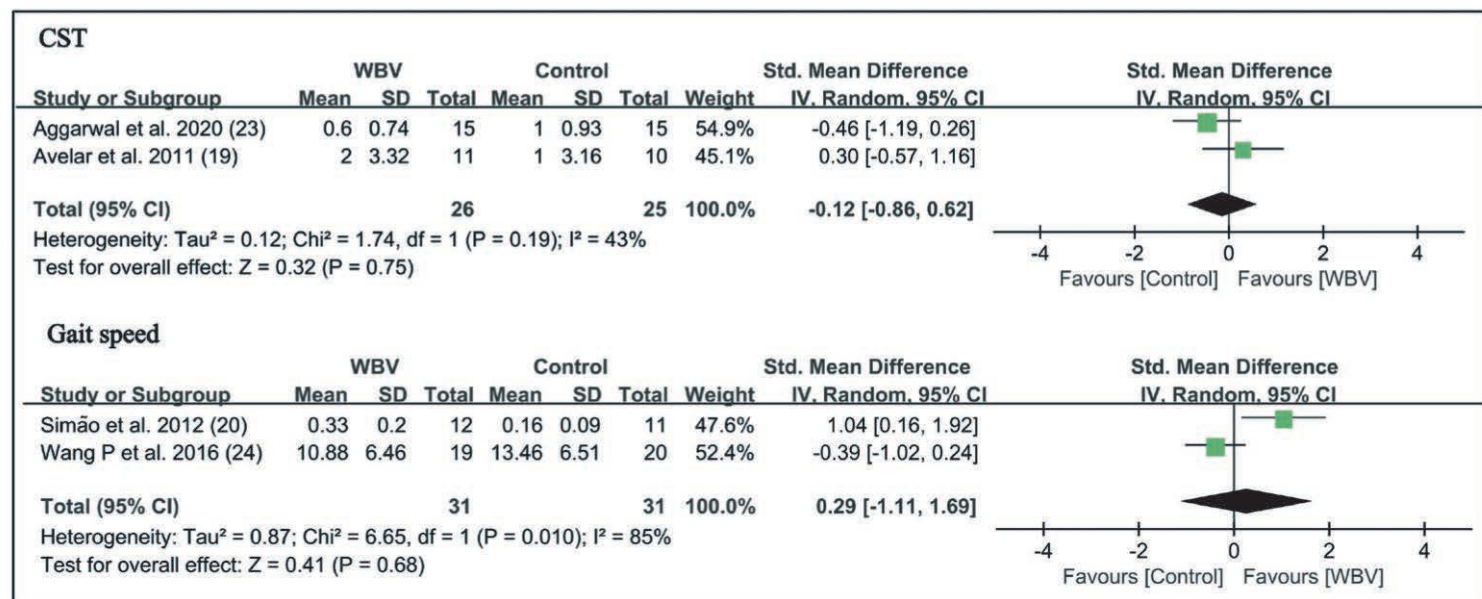 CST
WBV Control Std. Mean Difference Std. Mean Difference
Study or Subgroup Mean SD Total Mean SD Total Weight IV, Random, 95% CI IV, Random, 95% CI
Aggarwal et al. 2020 (23) 0.6 0.74 15 1 0.93 15 54.9% -0.46 [-1.19, 0.26]
Avelar et al. 2011 (19) 2 3.32 11 1 3.16 10 45.1% 0.30 [-0.57, 1.16]
Total (95% CI) 26 25 100.0% -0.12 [-0.86, 0.62]
Heterogeneity: Tau² = 0.12; Chi² = 1.74, df = 1 (P = 0.19); I² = 43%
Test for overall effect: Z = 0.32 (P = 0.75)
-4 -2 0 2 4
Favours [Control] Favours [WBV]
Gait speed
WBV Control Std. Mean Difference Std. Mean Difference
Study or Subgroup Mean SD Total Mean SD Total Weight IV, Random, 95% CI IV, Random, 95% CI
Simão et al. 2012 (20) 0.33 0.2 12 0.16 0.09 11 47.6% 1.04 [0.16, 1.92]
Wang P et al. 2016 (24) 10.88 6.46 19 13.46 6.51 20 52.4% -0.39 [-1.02, 0.24]
Total (95% CI) 31 31 100.0% 0.29 [-1.11, 1.69]
Heterogeneity: Tau² = 0.87; Chi² = 6.65, df = 1 (P = 0.010); I² = 85%
Test for overall effect: Z = 0.41 (P = 0.68)
-4 -2 0 2 4
Favours [Control] Favours [WBV]